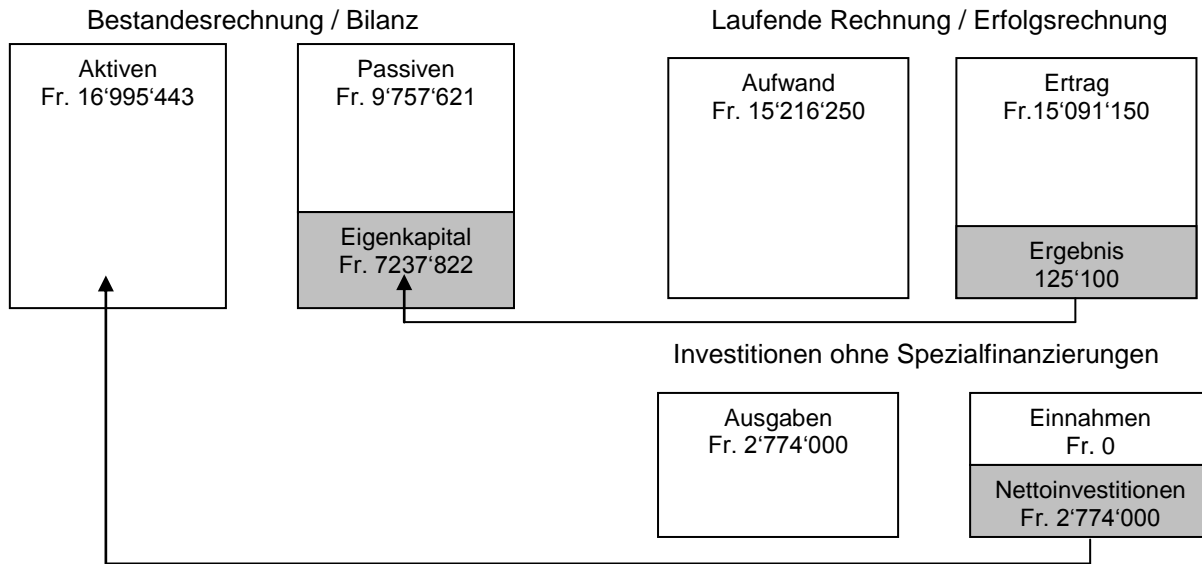 Bestandesrechnung / Bilanz
Laufende Rechnung / Erfolgsrechnung
Aktiven
Fr. 16‘995‘443
Passiven
Fr. 9‘757‘621
Eigenkapital
Fr. 7237‘822
Aufwand
Fr. 15‘216‘250
Ertrag
Fr.15‘091‘150
Ergebnis
125‘100
Investitionen ohne Spezialfinanzierungen
Ausgaben
Fr. 2‘774‘000
Einnahmen
Fr. 0
Nettoinvestitionen
Fr. 2‘774‘000